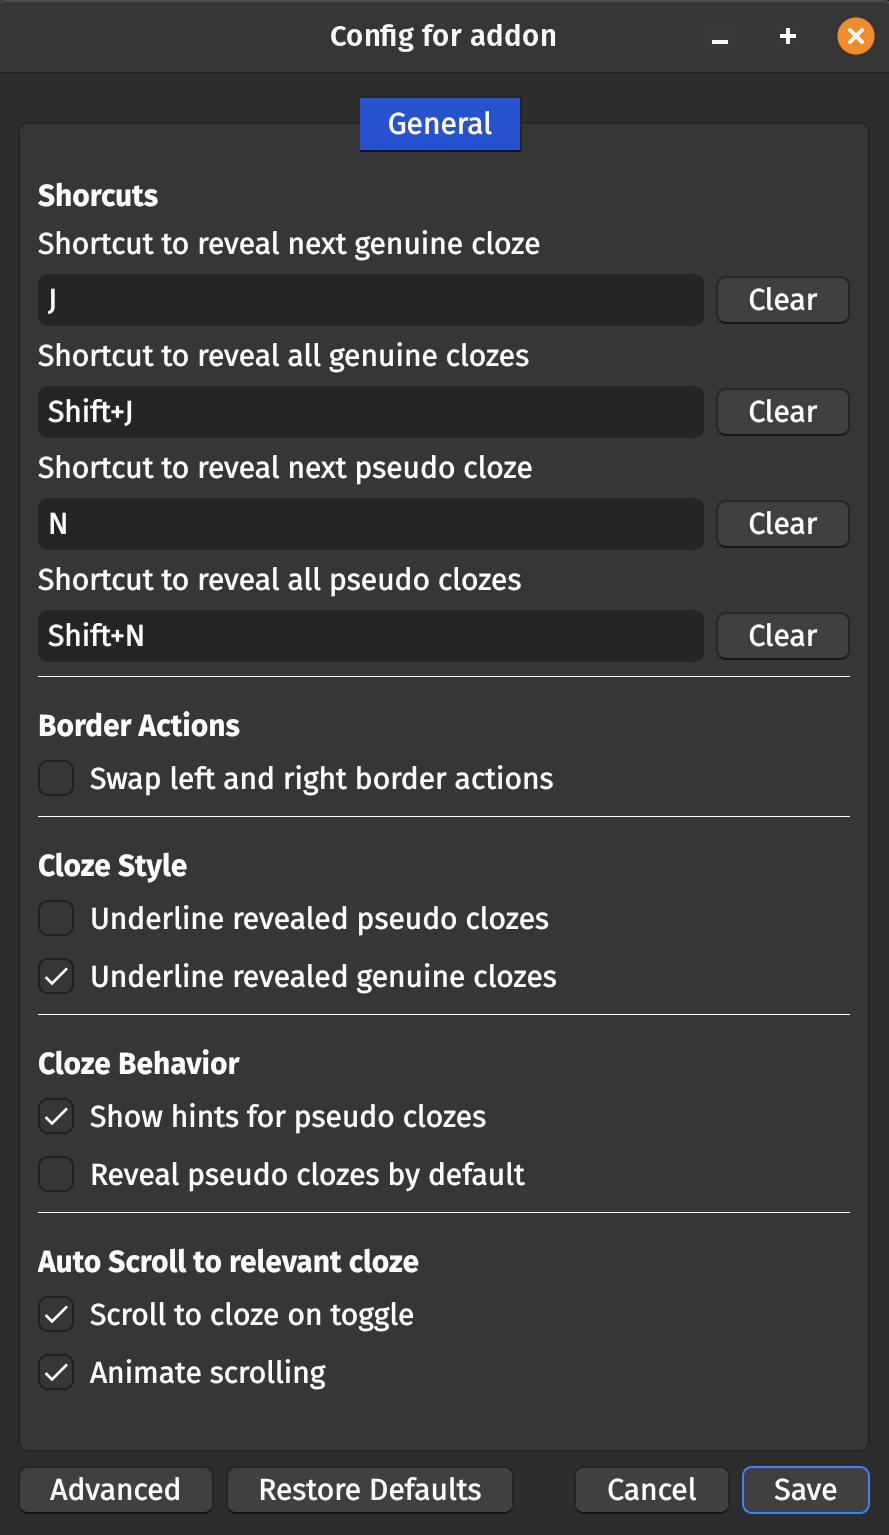 Config for addon
General
Shorcuts
Shortcut to reveal next genuine cloze
J Clear
Shortcut to reveal all genuine clozes
Shift+J Clear
Shortcut to reveal next pseudo cloze
N Clear
Shortcut to reveal all pseudo clozes
Shift+N Clear
Border Actions
Swap left and right border actions
Cloze Style
Underline revealed pseudo clozes
Underline revealed genuine clozes
Cloze Behavior
Show hints for pseudo clozes
Reveal pseudo clozes by default
Auto Scroll to relevant cloze
Scroll to cloze on toggle
Animate scrolling
Advanced Restore Defaults Cancel Save